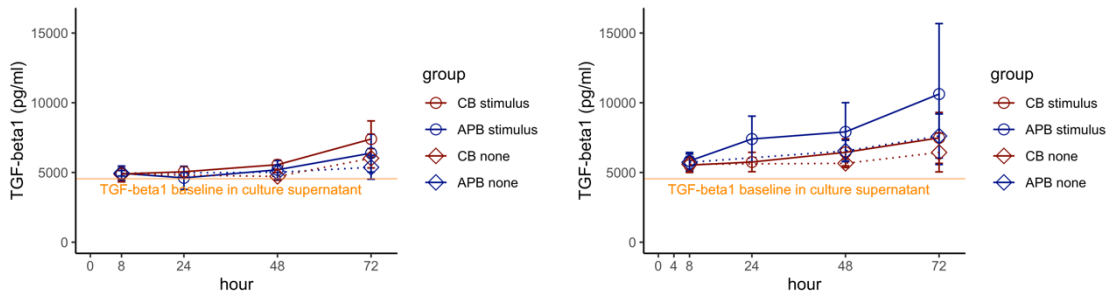 15000
10000
5000
0
TGF-beta1 (pg/ml)
TGF-beta1 baseline in culture supernatant
0 8 24 48 72
hour
group
CB stimulus
APB stimulus
CB none
APB none
15000
10000
5000
0
TGF-beta1 (pg/ml)
TGF-beta1 baseline in culture supernatant
0 4 8 24 48 72
hour
group
CB stimulus
APB stimulus
CB none
APB none